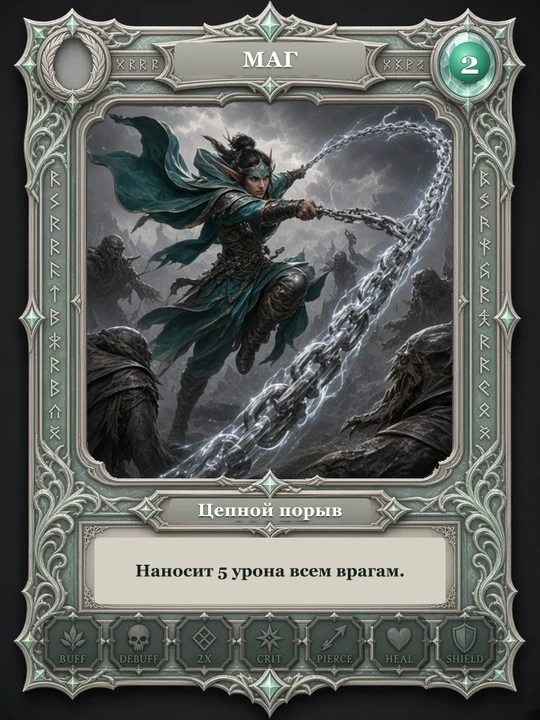 МАГ
2
Цепной порыв
Наносит 5 урона всем врагам.
BUFF
DEBUFF
2X
CRIT
PIERCE
HEAL
SHIELD